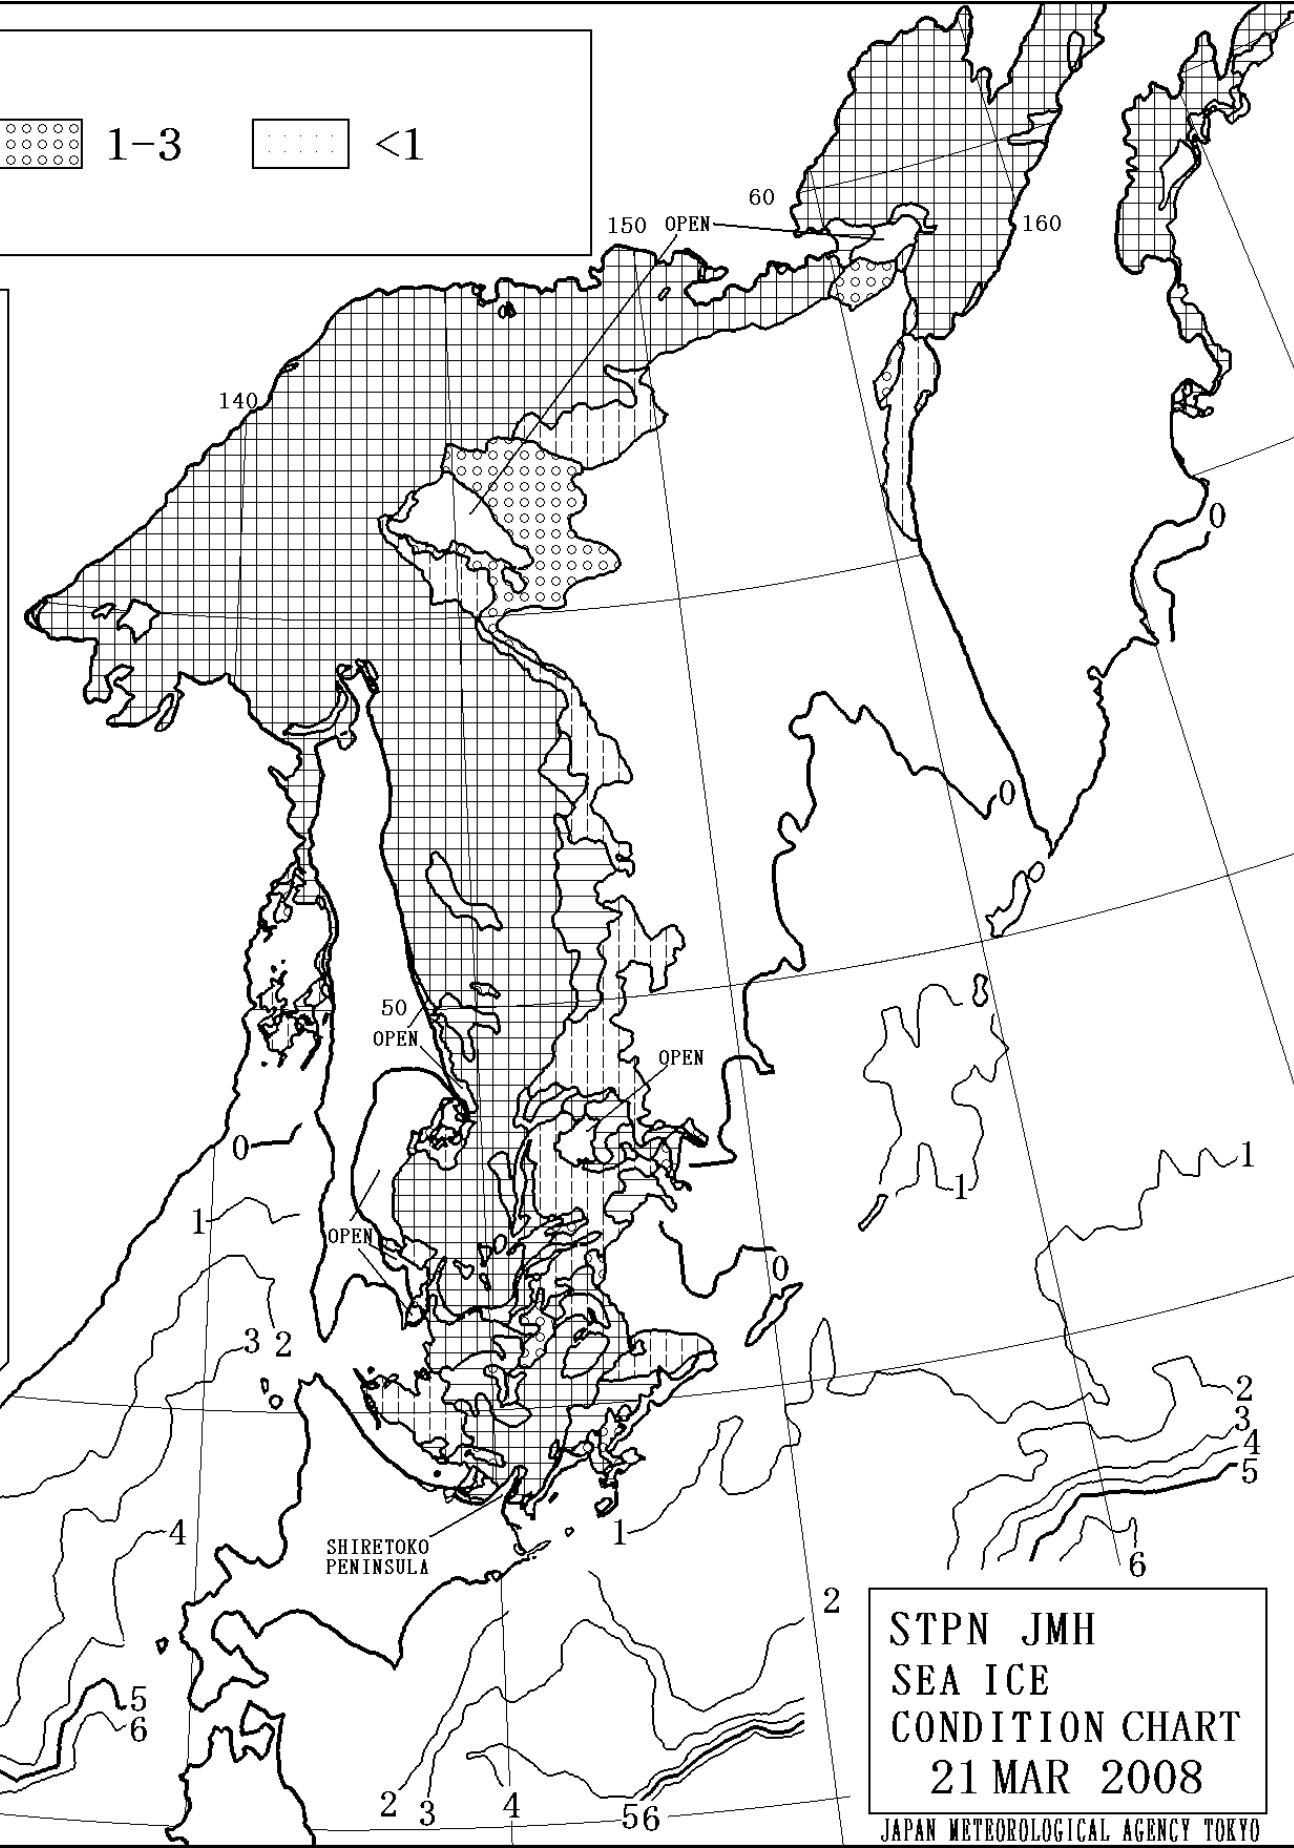 1-3 <1
60
150 OPEN
160
140
0
0
50
OPEN
OPEN
0
1
1
1
OPEN
0
3 2
2
3
4
5
4
1
6
SHIRETOKO
PENINSULA
2
5
6
2 3 4 56
STPN JMH
SEA ICE
CONDITION CHART
21 MAR 2008
JAPAN METEOROLOGICAL AGENCY TOKYO